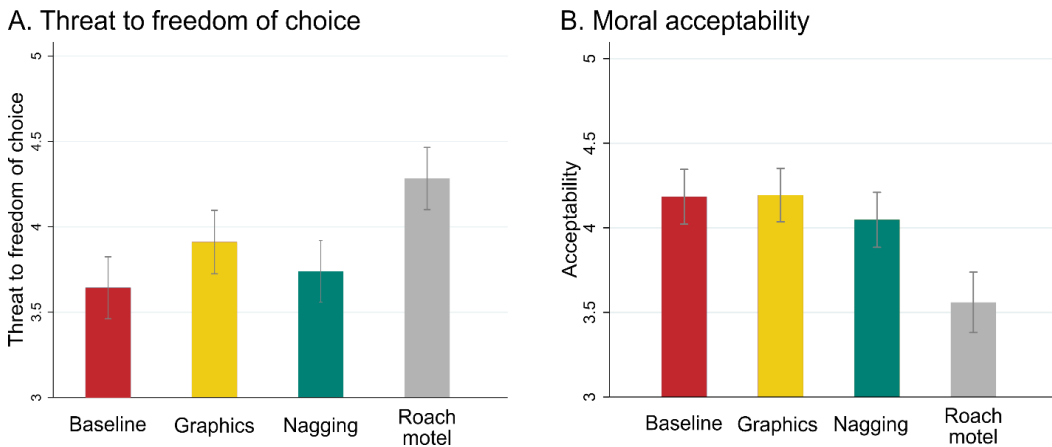 A. Threat to freedom of choice
Threat to freedom of choice
5
4.5
4
3.5
3
Baseline
Graphics
Nagging
Roach
motel
B. Moral acceptability
Acceptability
5
4.5
4
3.5
3
Baseline
Graphics
Nagging
Roach
motel